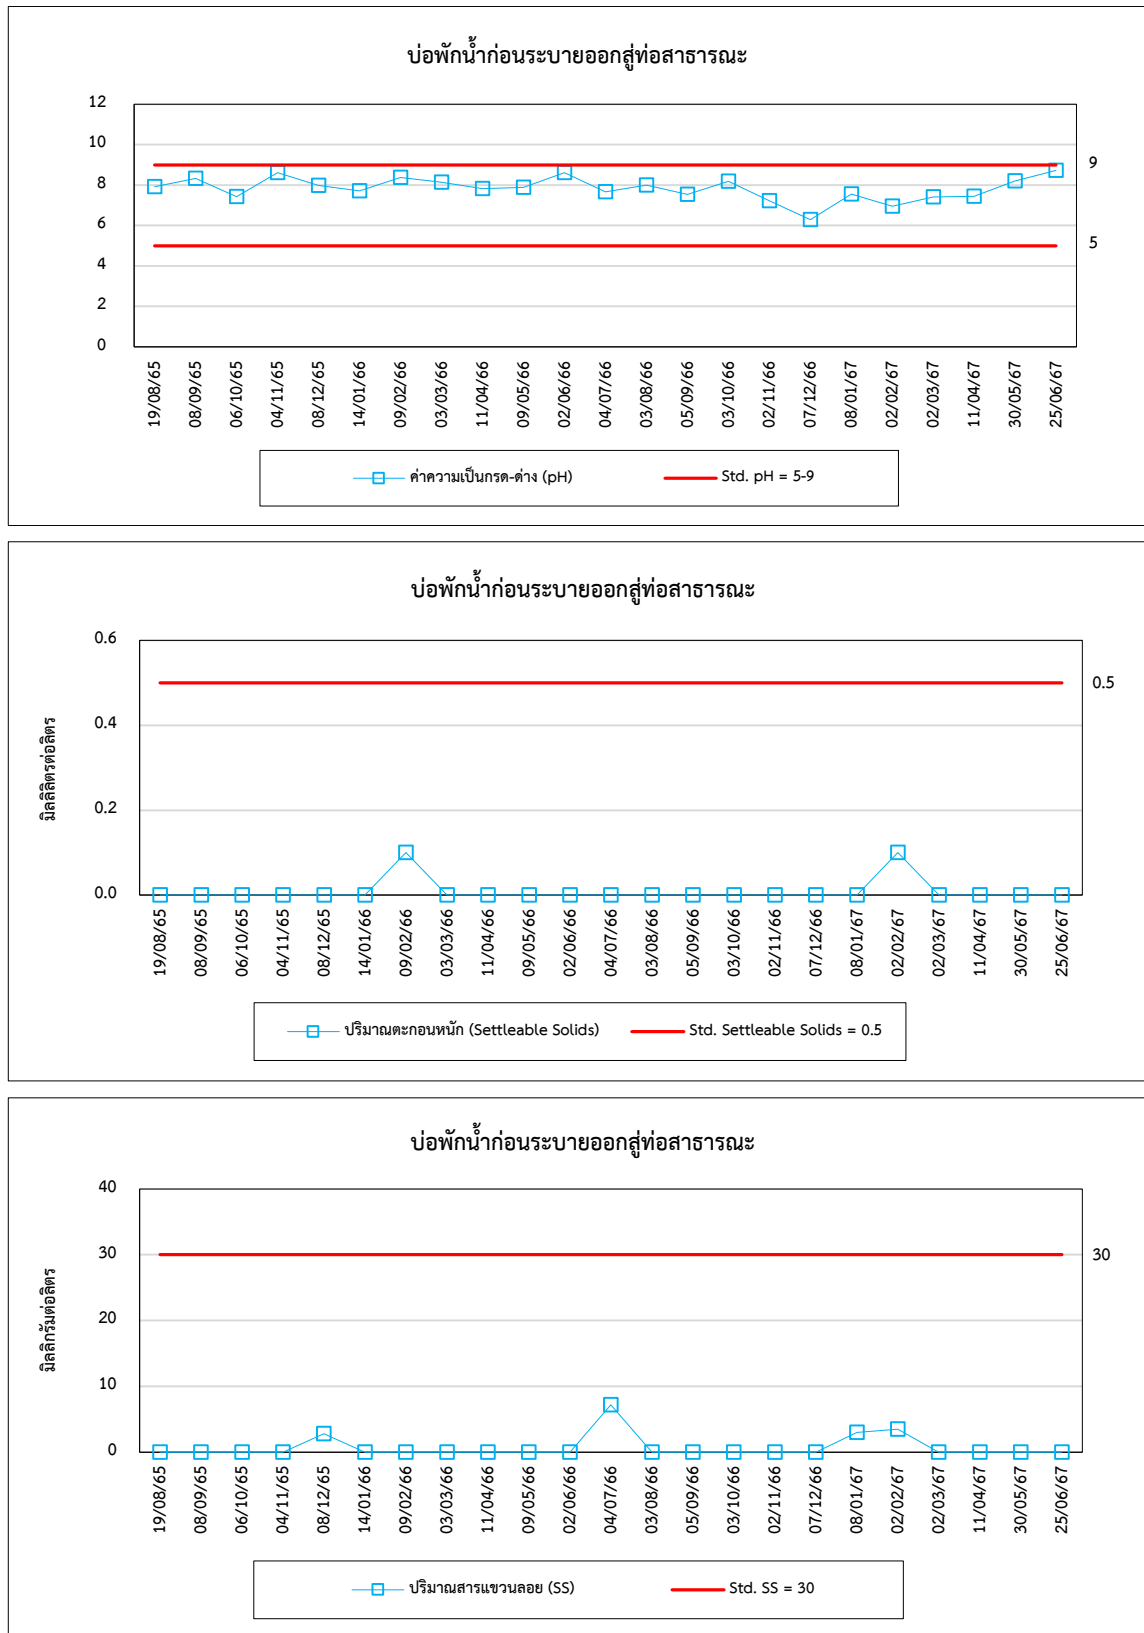 บ่อพักน้ำก่อนระบายออกสู่ท่อสาธารณะ
12
10
8
6
4
2
0
9
5
19/08/65 08/09/65 06/10/65 04/11/65 08/12/65 14/01/66 09/02/66 03/03/66 11/04/66 09/05/66 02/06/66 04/07/66 03/08/66 05/09/66 03/10/66 02/11/66 07/12/66 08/01/67 02/02/67 02/03/67 11/04/67 30/05/67 25/06/67
ค่าความเป็นกรด-ด่าง (pH) Std. pH = 5-9
บ่อพักน้ำก่อนระบายออกสู่ท่อสาธารณะ
มิลลิลิตรต่อลิตร
0.6
0.4
0.2
0.0
0.5
19/08/65 08/09/65 06/10/65 04/11/65 08/12/65 14/01/66 09/02/66 03/03/66 11/04/66 09/05/66 02/06/66 04/07/66 03/08/66 05/09/66 03/10/66 02/11/66 07/12/66 08/01/67 02/02/67 02/03/67 11/04/67 30/05/67 25/06/67
ปริมาณตะกอนหนัก (Settleable Solids) Std. Settleable Solids = 0.5
บ่อพักน้ำก่อนระบายออกสู่ท่อสาธารณะ
มิลลิกรัมต่อลิตร
40
30
20
10
0
30
19/08/65 08/09/65 06/10/65 04/11/65 08/12/65 14/01/66 09/02/66 03/03/66 11/04/66 09/05/66 02/06/66 04/07/66 03/08/66 05/09/66 03/10/66 02/11/66 07/12/66 08/01/67 02/02/67 02/03/67 11/04/67 30/05/67 25/06/67
ปริมาณสารแขวนลอย (SS) Std. SS = 30